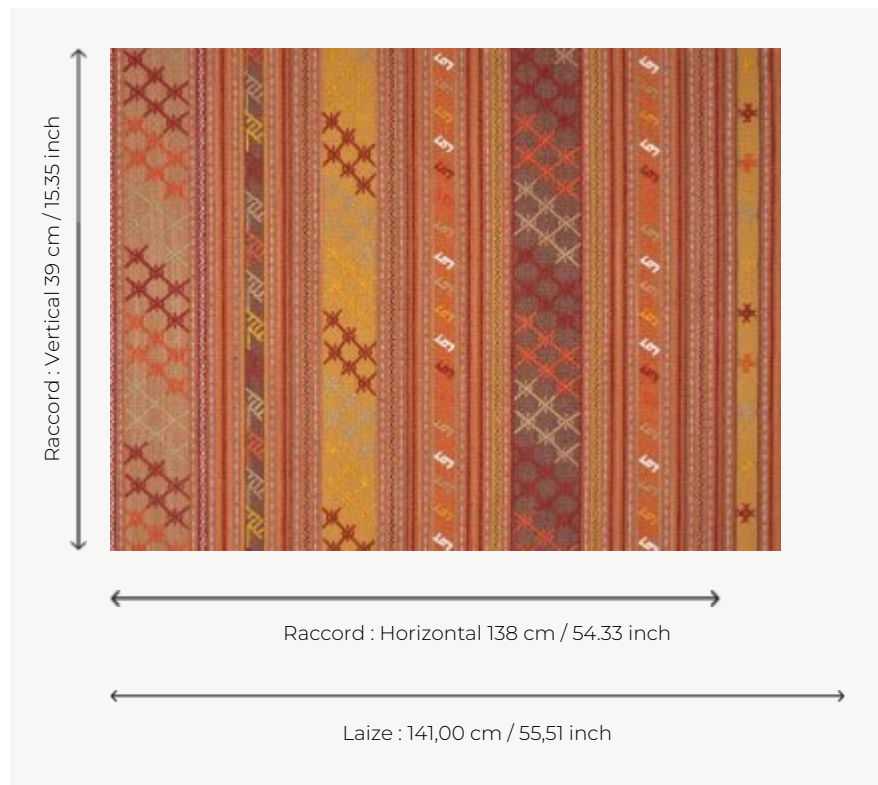 Raccord : Vertical 39 cm / 15.35 inch
Raccord : Horizontal 138 cm / 54.33 inch
Laize : 141,00 cm / 55,51 inch